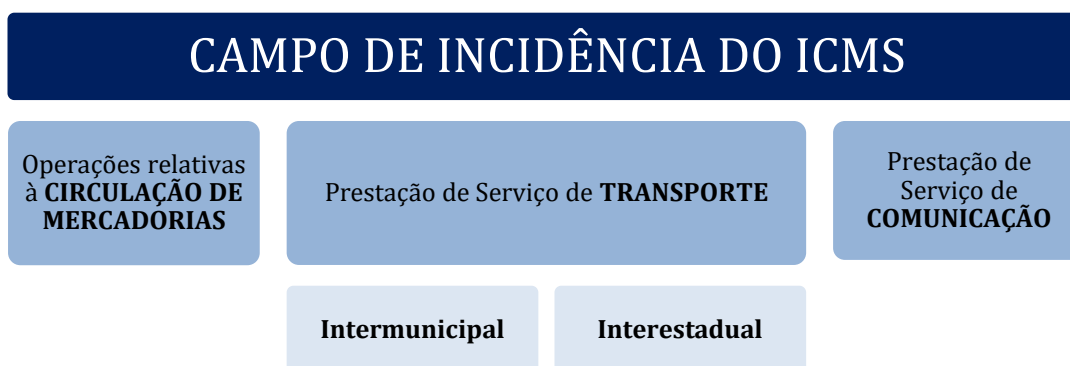 CAMPO DE INCIDÊNCIA DO ICMS
Operações relativas
à CIRCULAÇÃO DE
MERCADORIAS
Prestação de Serviço de TRANSPORTE
Prestação de
Serviço de
COMUNICAÇÃO
Intermunicipal
Interestadual